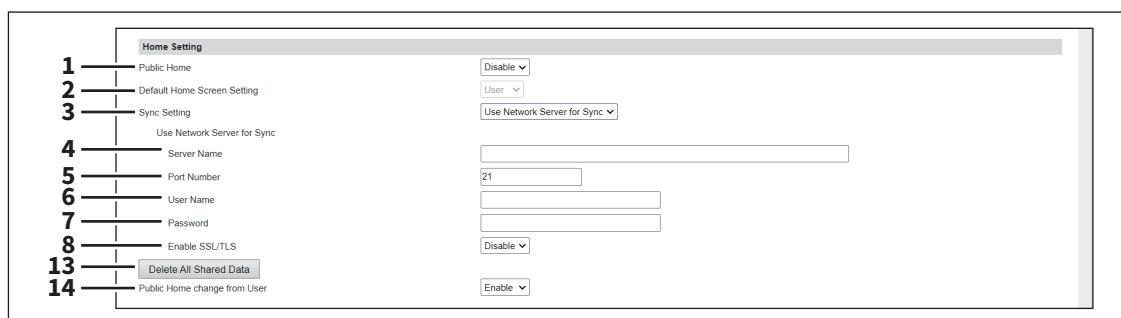 Home Setting
1 Public Home Disable
2 Default Home Screen Setting User
3 Sync Setting Use Network Server for Sync
Use Network Server for Sync
4 Server Name
5 Port Number 21
6 User Name
7 Password
8 Enable SSL/TLS Disable
13 Delete All Shared Data
14 Public Home change from User Enable